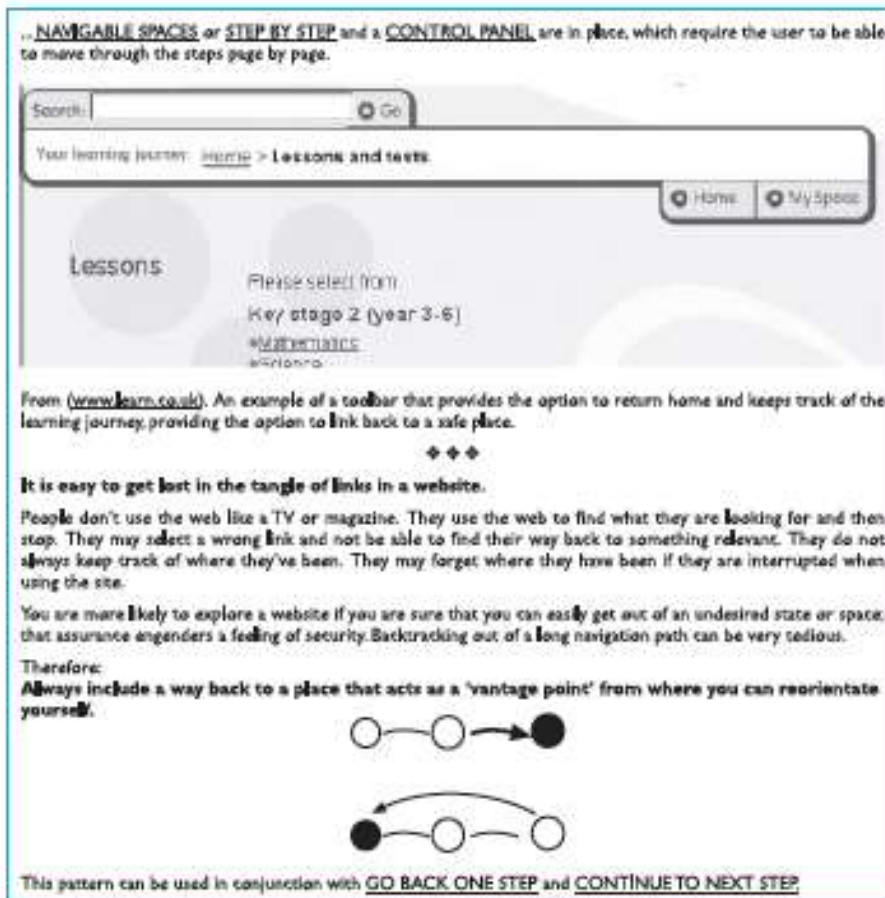 ... NAVIGABLE SPACES or STEP BY STEP and a CONTROL PANEL are in place, which require the user to be able
to move through the steps page by page.
Search:
Go
Your learning journey: Home > Lessons and tests
Home
My Space
Lessons
Please select from
Key stage 2 (year 3-6)
Mathematics
Science
From (www.learn.co.uk). An example of a toolbar that provides the option to return home and keeps track of the
learning journey, providing the option to link back to a safe place.
It is easy to get lost in the tangle of links in a website.
People don't use the web like a TV or magazine. They use the web to find what they are looking for and then
stop. They may select a wrong link and not be able to find their way back to something relevant. They do not
always keep track of where they've been. They may forget where they have been if they are interrupted when
using the site.
You are more likely to explore a website if you are sure that you can easily get out of an undesired state or space;
that assurance engenders a feeling of security. Backtracking out of a long navigation path can be very tedious.
Therefore:
Always include a way back to a place that acts as a 'vantage point' from where you can reorientate
yourself.
This pattern can be used in conjunction with GO BACK ONE STEP and CONTINUE TO NEXT STEP.